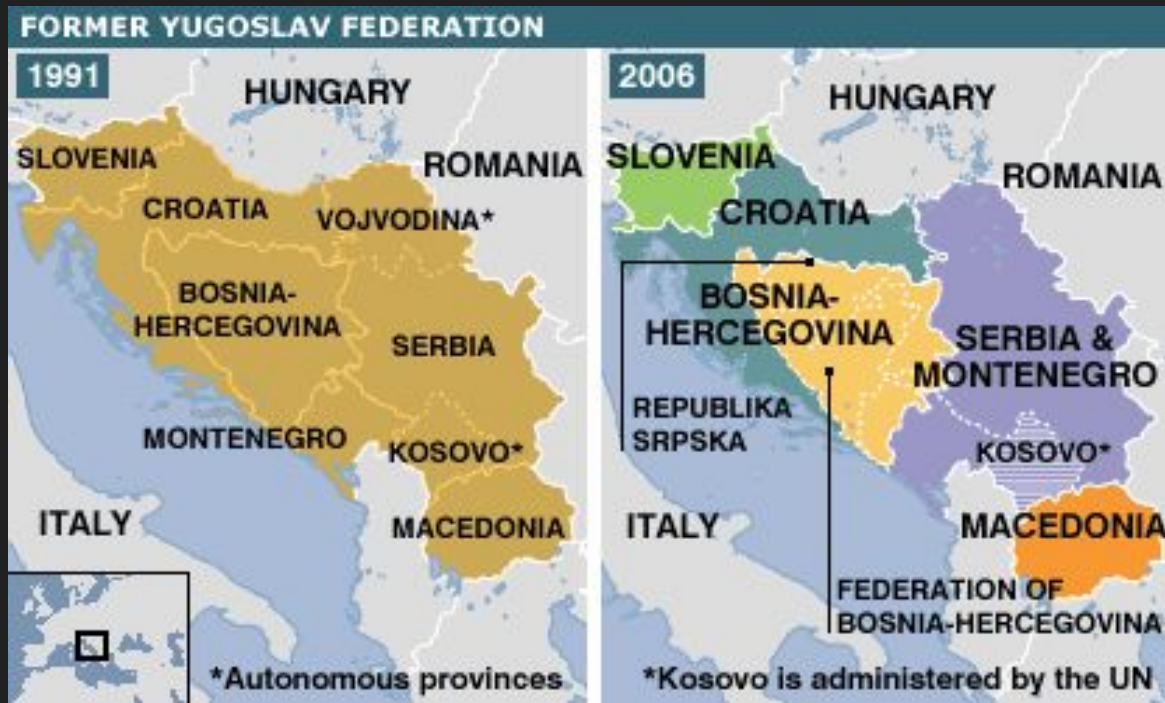 FORMER YUGOSLAV FEDERATION
1991
HUNGARY
SLOVENIA
ROMANIA
CROATIA
VOJVODINA*
BOSNIA-
HERCEGOVINA
SERBIA
MONTENEGRO
KOSOVO*
ITALY
MACEDONIA
*Autonomous provinces
2006
HUNGARY
SLOVENIA
ROMANIA
CROATIA
BOSNIA-
HERCEGOVINA
SERBIA &
MONTENEGRO
REPUBLIKA
SRPSKA
KOSOVO*
ITALY
MACEDONIA
FEDERATION OF
BOSNIA-HERCEGOVINA
*Kosovo is administered by the UN